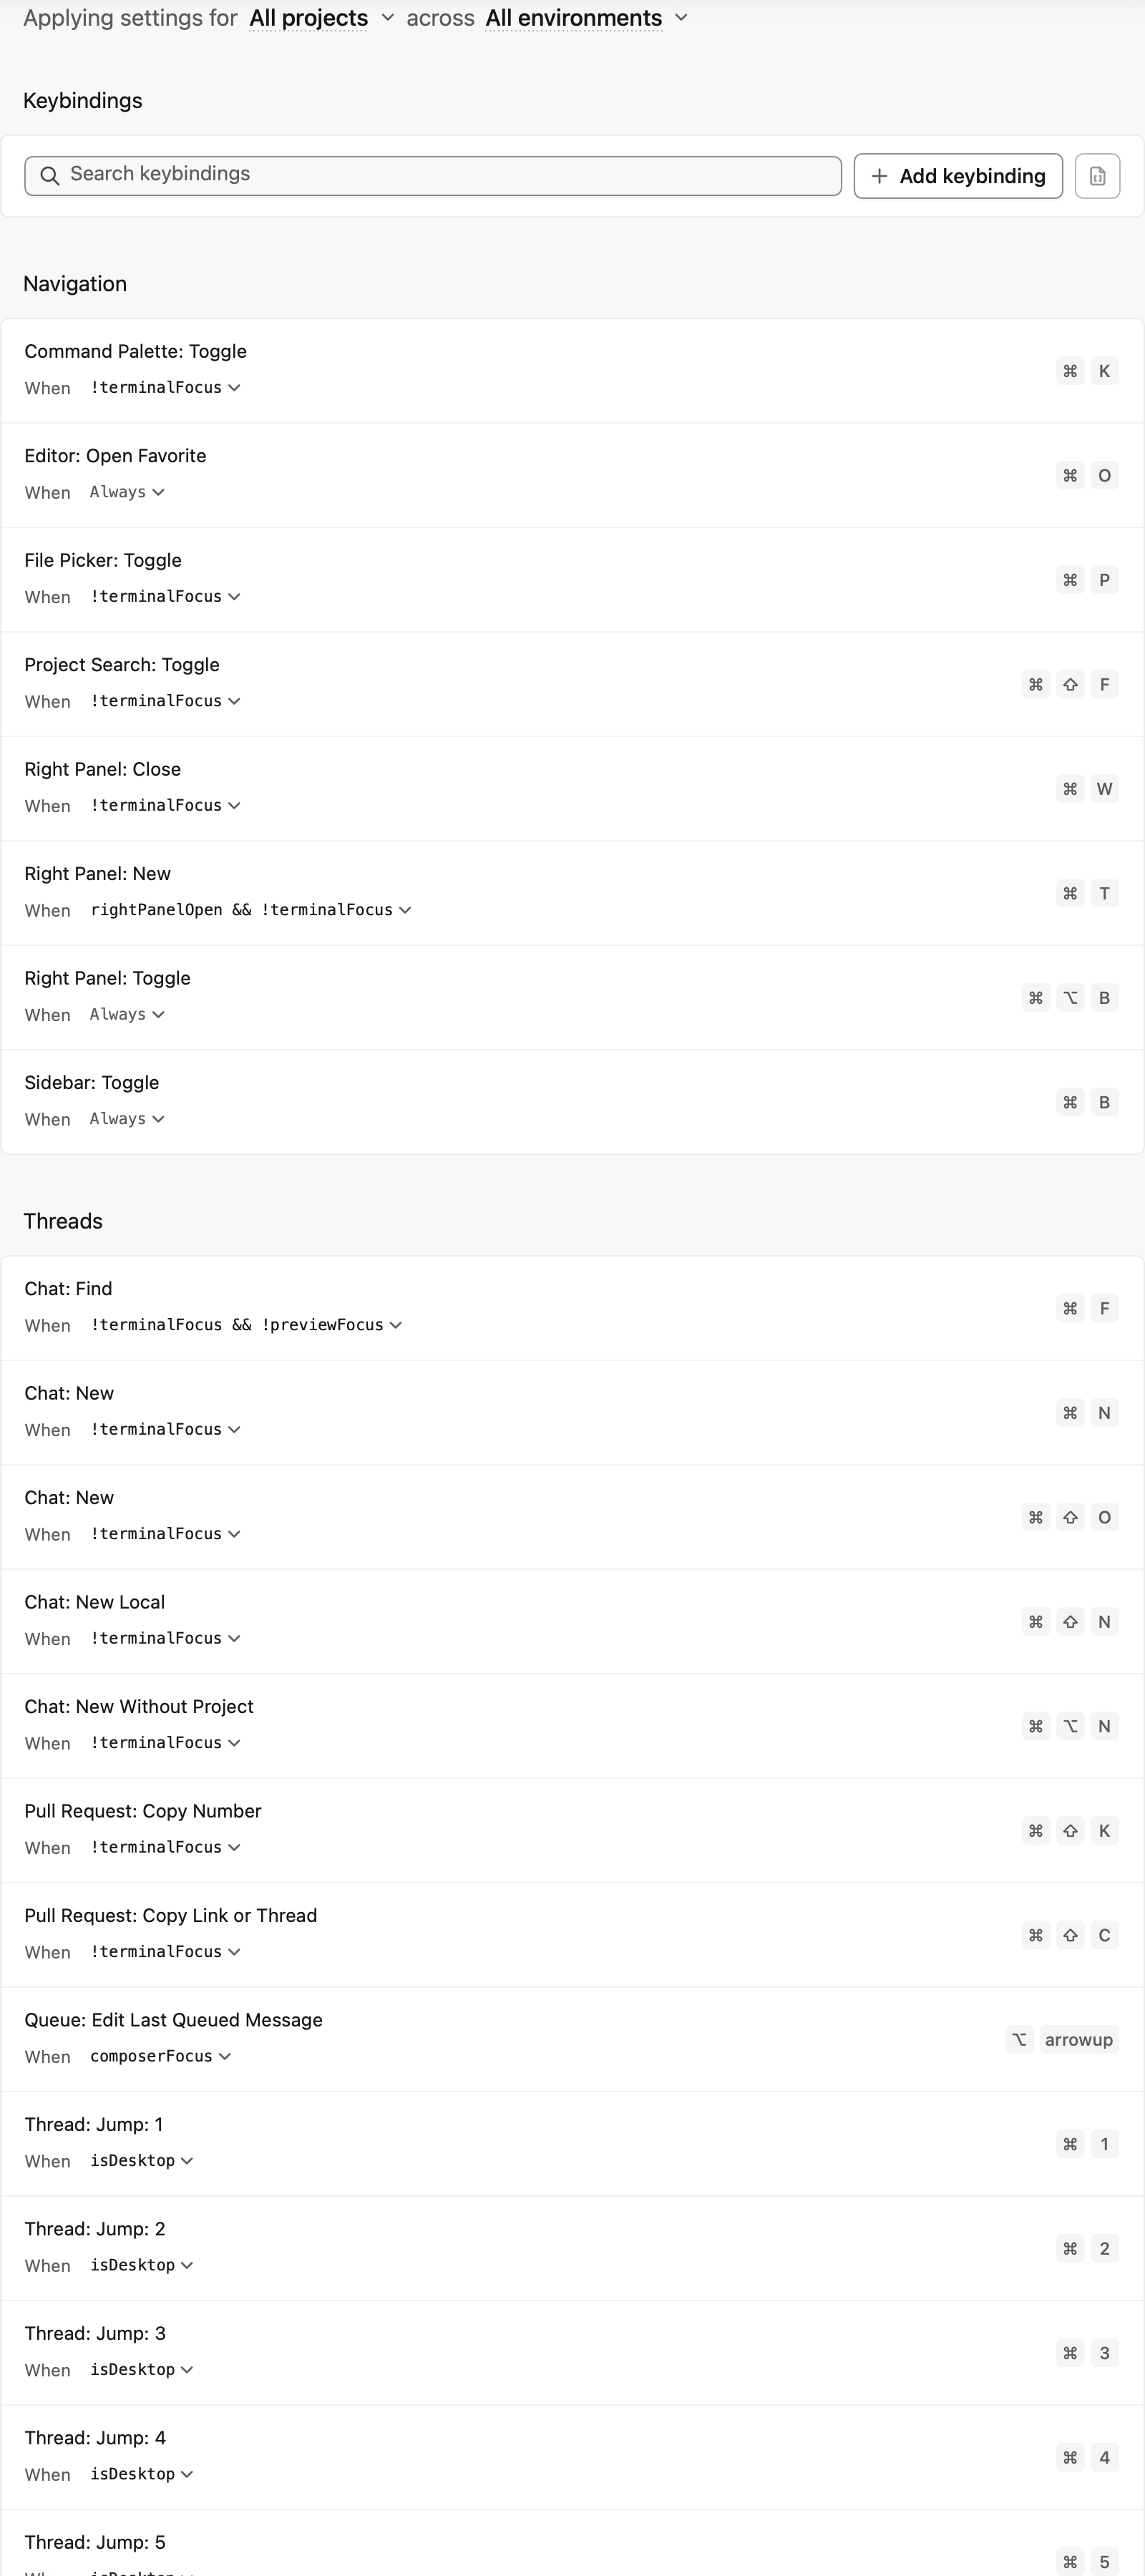 Applying settings for All projects across All environments
Keybindings
Search keybindings
+ Add keybinding
Navigation
Command Palette: Toggle
⌘ K
When !terminalFocus
Editor: Open Favorite
⌘ O
When Always
File Picker: Toggle
⌘ P
When !terminalFocus
Project Search: Toggle
⌘ ⇧ F
When !terminalFocus
Right Panel: Close
⌘ W
When !terminalFocus
Right Panel: New
⌘ T
When rightPanelOpen && !terminalFocus
Right Panel: Toggle
⌘ ⌥ B
When Always
Sidebar: Toggle
⌘ B
When Always
Threads
Chat: Find
⌘ F
When !terminalFocus && !previewFocus
Chat: New
⌘ N
When !terminalFocus
Chat: New
⌘ ⇧ O
When !terminalFocus
Chat: New Local
⌘ ⇧ N
When !terminalFocus
Chat: New Without Project
⌘ ⌥ N
When !terminalFocus
Pull Request: Copy Number
⌘ ⇧ K
When !terminalFocus
Pull Request: Copy Link or Thread
⌘ ⇧ C
When !terminalFocus
Queue: Edit Last Queued Message
⌥ arrowup
When composerFocus
Thread: Jump: 1
⌘ 1
When isDesktop
Thread: Jump: 2
⌘ 2
When isDesktop
Thread: Jump: 3
⌘ 3
When isDesktop
Thread: Jump: 4
⌘ 4
When isDesktop
Thread: Jump: 5
⌘ 5